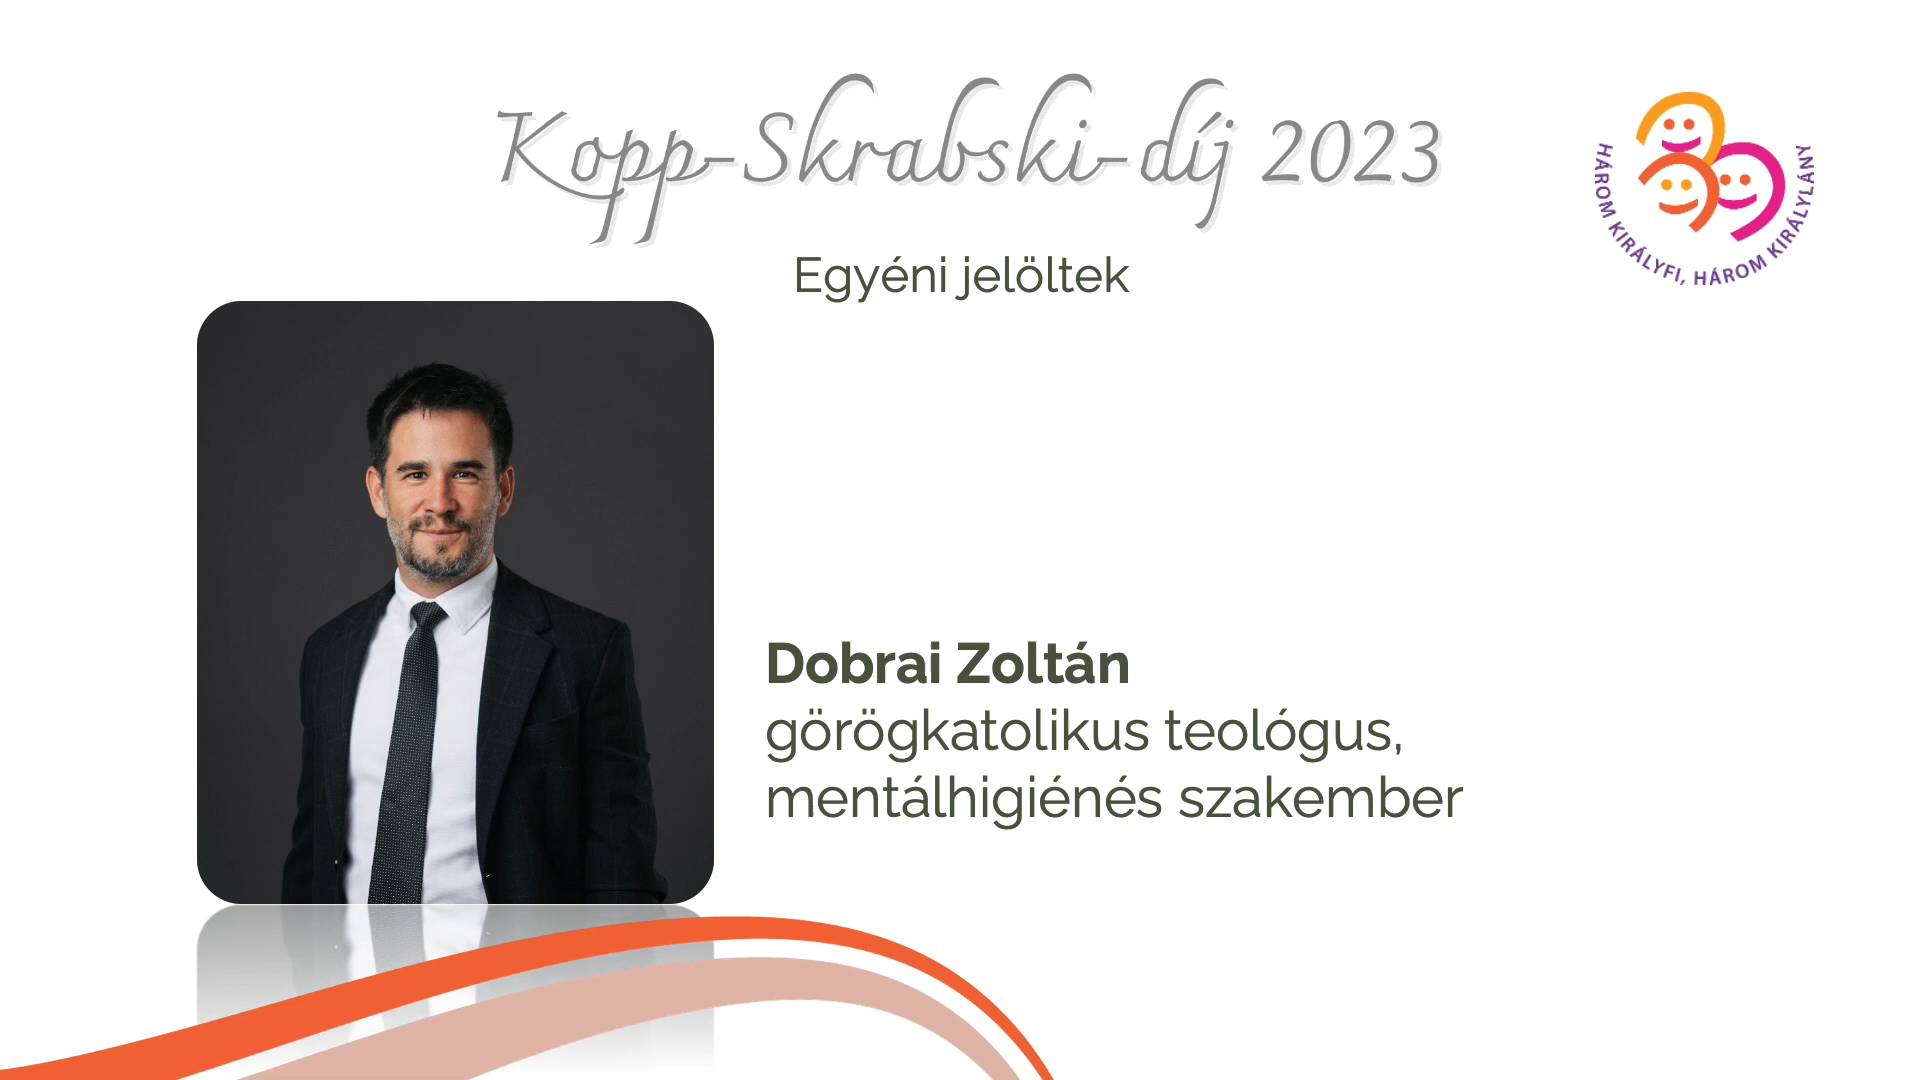 Kopp-Skrabski-díj 2023
HÁROM KIRÁLYFI, HÁROM KIRÁLYLÁNY
Egyéni jelöltek
Dobrai Zoltán
görögkatolikus teológus,
mentálhigiénés szakember